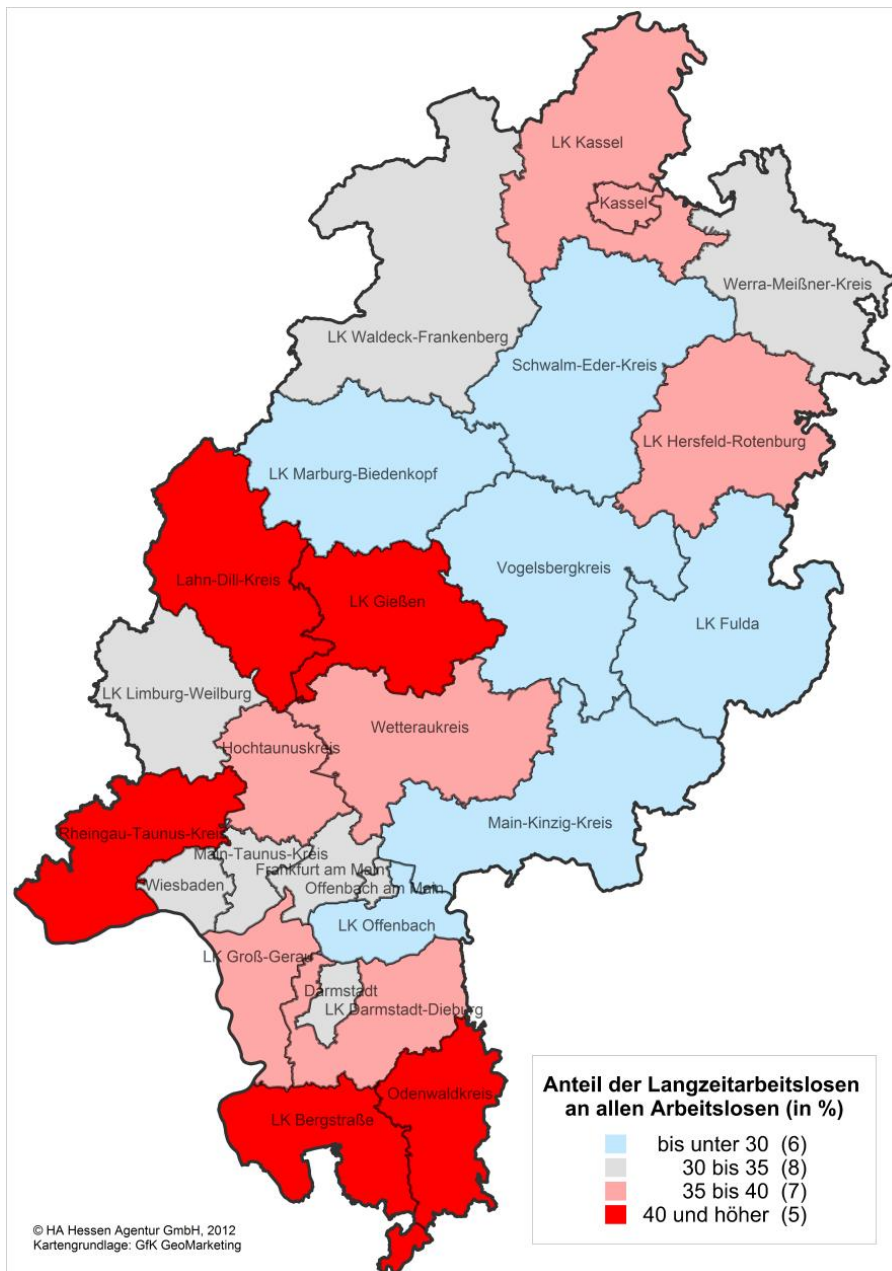 LK Kassel
Kassel
Werra-Meißner-Kreis
LK Waldeck-Frankenberg
Schwalm-Eder-Kreis
LK Hersfeld-Rotenburg
LK Marburg-Biedenkopf
Vogelsbergkreis
Lahn-Dill-Kreis
LK Gießen
LK Fulda
LK Limburg-Weilburg
Wetteraukreis
Hochtaunuskreis
Main-Kinzig-Kreis
Rheingau-Taunus-Kreis
Main-Taunus-Kreis
Frankfurt am Main
Wiesbaden
Offenbach am Main
LK Offenbach
LK Groß-Gerau
Darmstadt
LK Darmstadt-Dieburg
Odenwaldkreis
LK Bergstraße
Anteil der Langzeitarbeitslosen
an allen Arbeitslosen (in %)
bis unter 30 (6)
30 bis 35 (8)
35 bis 40 (7)
40 und höher (5)
© HA Hessen Agentur GmbH, 2012
Kartengrundlage: GfK GeoMarketing